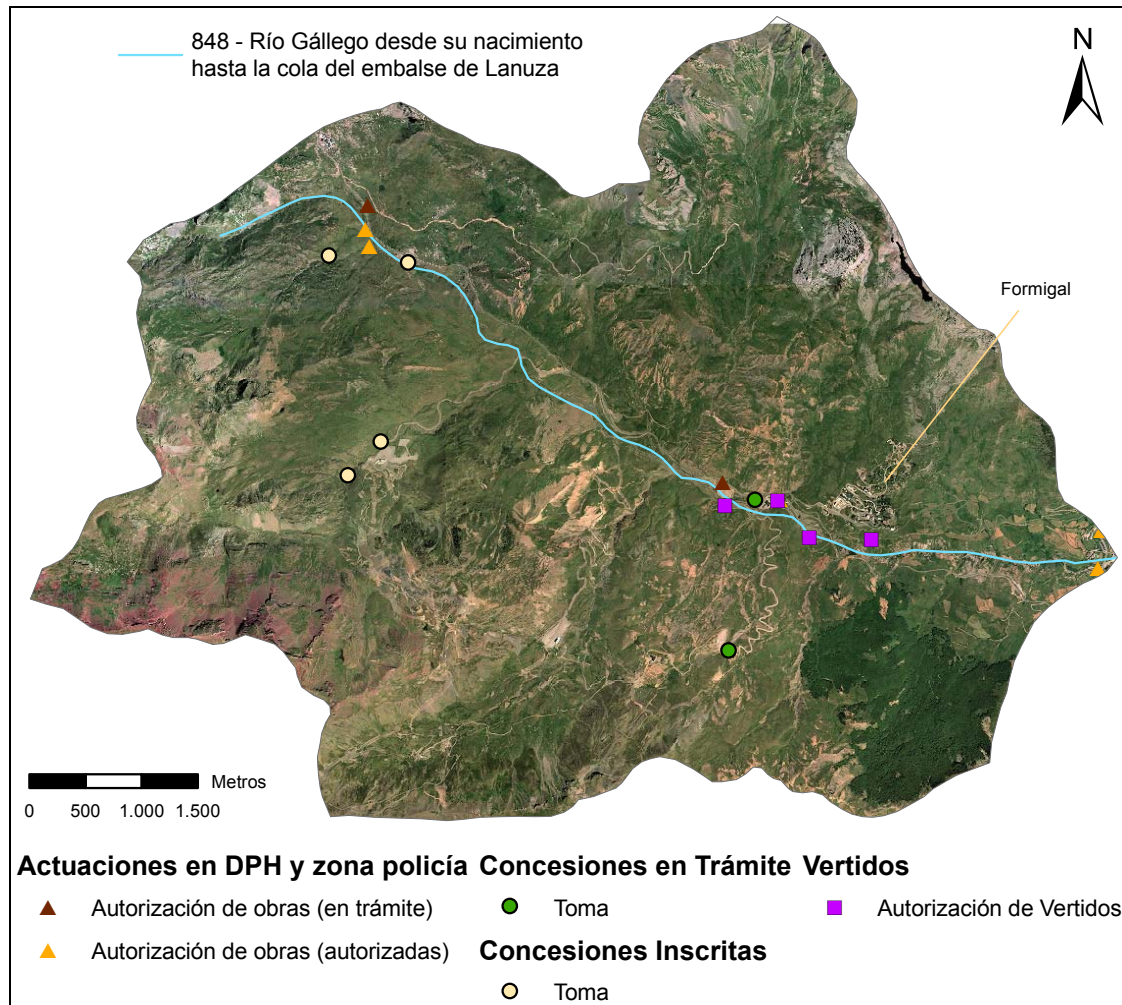 848 - Río Gállego desde su nacimiento
hasta la cola del embalse de Lanuza
N
Formigal
Metros
0 500 1.000 1.500
Actuaciones en DPH y zona policía Concesiones en Trámite Vertidos
Autorización de obras (en trámite) Toma Autorización de Vertidos
Autorización de obras (autorizadas) Concesiones Inscritas
Toma